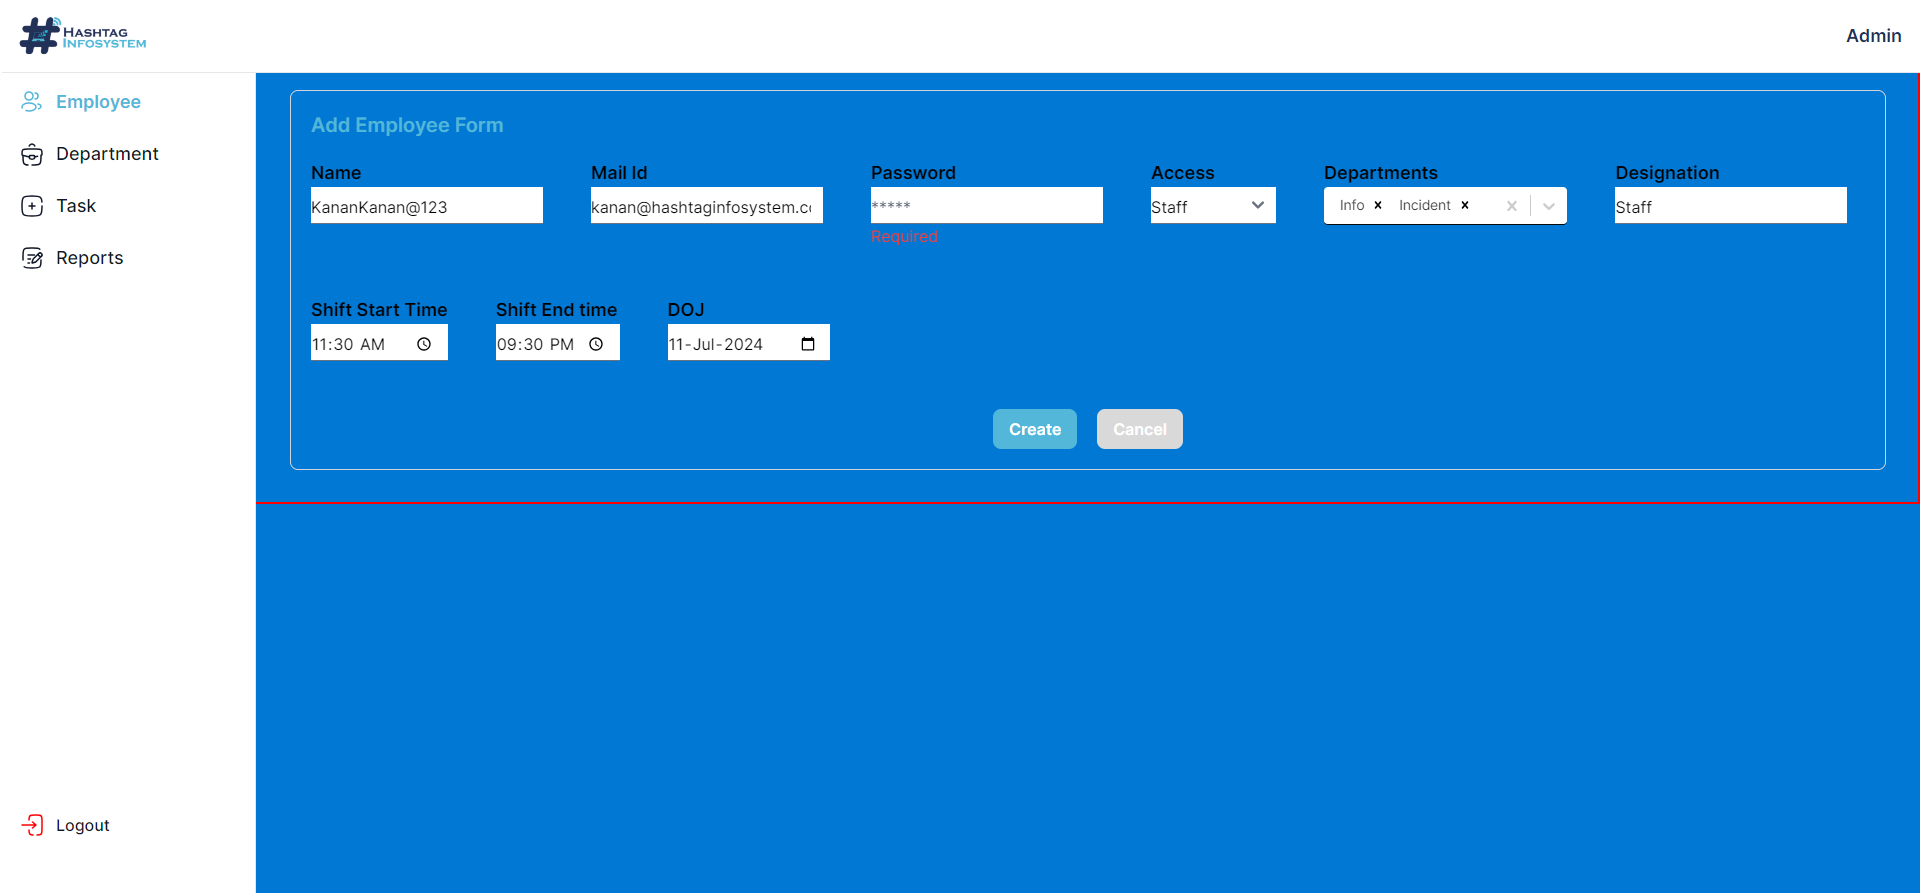 HASHTAG
INFOSYSTEM
Admin
Employee
Department
Task
Reports
Logout
Add Employee Form
Name Mail Id Password Access Departments Designation
KananKanan@123 kanan@hashtaginfosystem.c ***** Staff Info × Incident × Staff
Required
Shift Start Time Shift End time DOJ
11:30 AM 09:30 PM 11-Jul-2024
Create Cancel